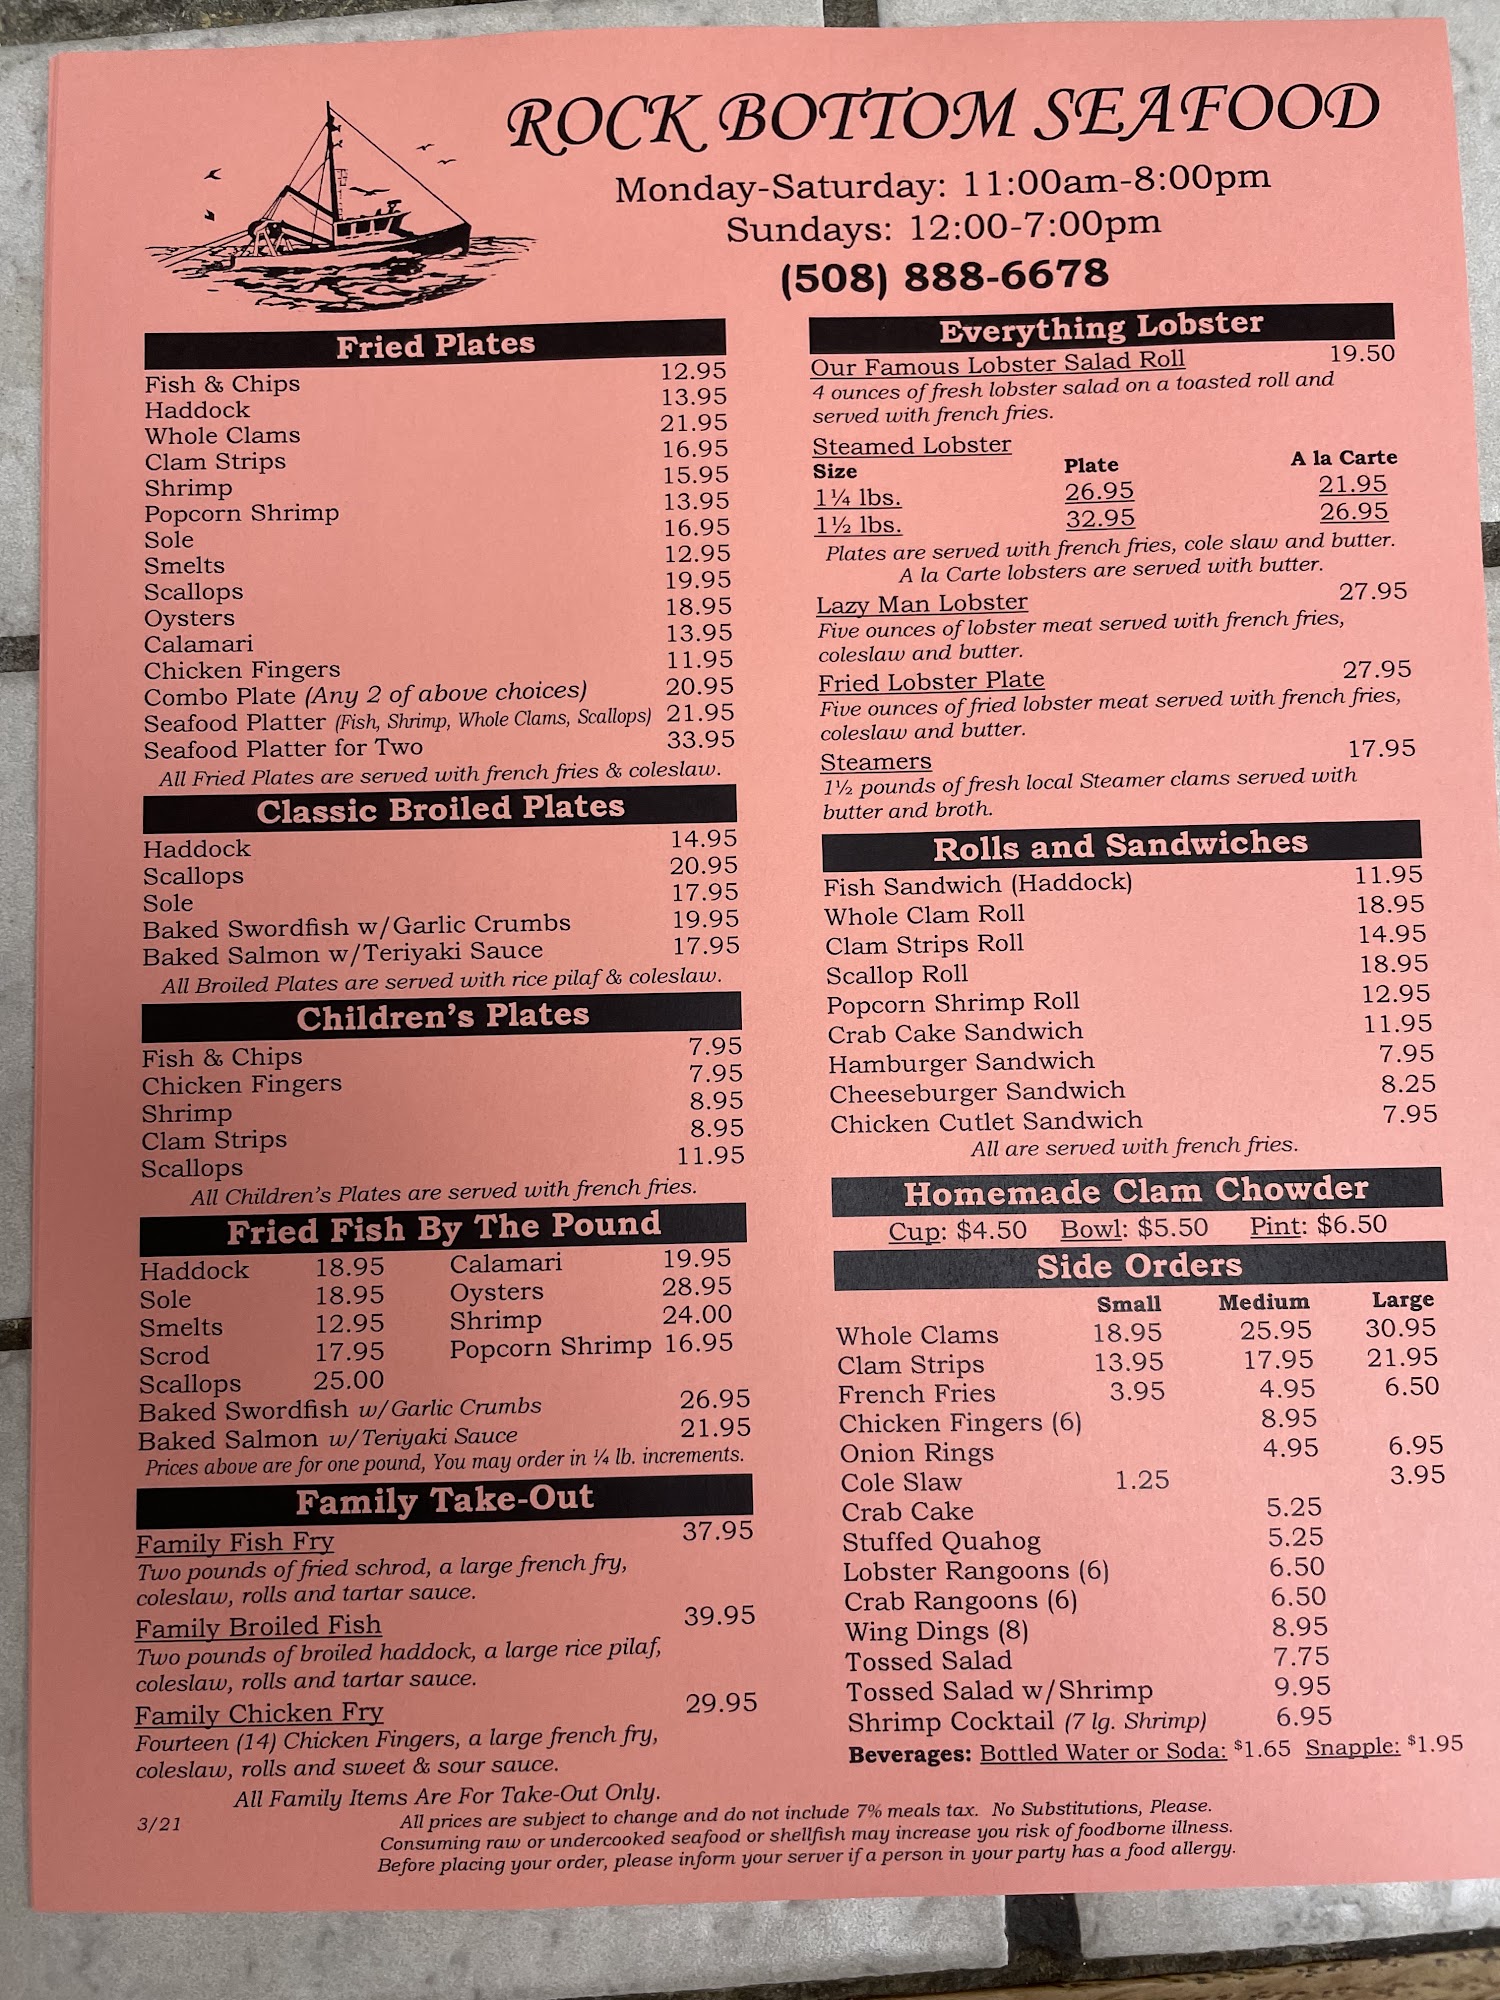 ROCK BOTTOM SEAFOOD
Monday-Saturday: 11:00am-8:00pm
Sundays: 12:00-7:00pm
(508) 888-6678
Fried Plates
Fish & Chips 12.95
Haddock 13.95
Whole Clams 21.95
Clam Strips 16.95
Shrimp 15.95
Popcorn Shrimp 13.95
Sole 16.95
Smelts 12.95
Scallops 19.95
Oysters 18.95
Calamari 13.95
Chicken Fingers 11.95
Combo Plate (Any 2 of above choices) 20.95
Seafood Platter (Fish, Shrimp, Whole Clams, Scallops) 21.95
Seafood Platter for Two 33.95
All Fried Plates are served with french fries & coleslaw.
Classic Broiled Plates
Haddock 14.95
Scallops 20.95
Sole 17.95
Baked Swordfish w/Garlic Crumbs 19.95
Baked Salmon w/Teriyaki Sauce 17.95
All Broiled Plates are served with rice pilaf & coleslaw.
Children's Plates
Fish & Chips 7.95
Chicken Fingers 7.95
Shrimp 8.95
Clam Strips 8.95
Scallops 11.95
All Children's Plates are served with french fries.
Fried Fish By The Pound
Haddock 18.95 Calamari 19.95
Sole 18.95 Oysters 28.95
Smelts 12.95 Shrimp 24.00
Scrod 17.95 Popcorn Shrimp 16.95
Scallops 25.00
Baked Swordfish w/Garlic Crumbs 26.95
Baked Salmon w/Teriyaki Sauce 21.95
Prices above are for one pound, You may order in ¼ lb. increments.
Family Take-Out
Family Fish Fry 37.95
Two pounds of fried schrod, a large french fry,
coleslaw, rolls and tartar sauce.
Family Broiled Fish 39.95
Two pounds of broiled haddock, a large rice pilaf,
coleslaw, rolls and tartar sauce.
Family Chicken Fry 29.95
Fourteen (14) Chicken Fingers, a large french fry,
coleslaw, rolls and sweet & sour sauce.
All Family Items Are For Take-Out Only.
Everything Lobster
Our Famous Lobster Salad Roll 19.50
4 ounces of fresh lobster salad on a toasted roll and
served with french fries.
Steamed Lobster
Size Plate A la Carte
1¼ lbs. 26.95 21.95
1½ lbs. 32.95 26.95
Plates are served with french fries, cole slaw and butter.
A la Carte lobsters are served with butter.
Lazy Man Lobster 27.95
Five ounces of lobster meat served with french fries,
coleslaw and butter.
Fried Lobster Plate 27.95
Five ounces of fried lobster meat served with french fries,
coleslaw and butter.
Steamers 17.95
1½ pounds of fresh local Steamer clams served with
butter and broth.
Rolls and Sandwiches
Fish Sandwich (Haddock) 11.95
Whole Clam Roll 18.95
Clam Strips Roll 14.95
Scallop Roll 18.95
Popcorn Shrimp Roll 12.95
Crab Cake Sandwich 11.95
Hamburger Sandwich 7.95
Cheeseburger Sandwich 8.25
Chicken Cutlet Sandwich 7.95
All are served with french fries.
Homemade Clam Chowder
Cup: $4.50 Bowl: $5.50 Pint: $6.50
Side Orders
Small Medium Large
Whole Clams 18.95 25.95 30.95
Clam Strips 13.95 17.95 21.95
French Fries 3.95 4.95 6.50
Chicken Fingers (6) 8.95
Onion Rings 4.95 6.95
Cole Slaw 1.25 3.95
Crab Cake 5.25
Stuffed Quahog 5.25
Lobster Rangoons (6) 6.50
Crab Rangoons (6) 6.50
Wing Dings (8) 8.95
Tossed Salad 7.75
Tossed Salad w/Shrimp 9.95
Shrimp Cocktail (7 lg. Shrimp) 6.95
Beverages: Bottled Water or Soda: $1.65 Snapple: $1.95
3/21
All prices are subject to change and do not include 7% meals tax. No Substitutions, Please.
Consuming raw or undercooked seafood or shellfish may increase you risk of foodborne illness.
Before placing your order, please inform your server if a person in your party has a food allergy.